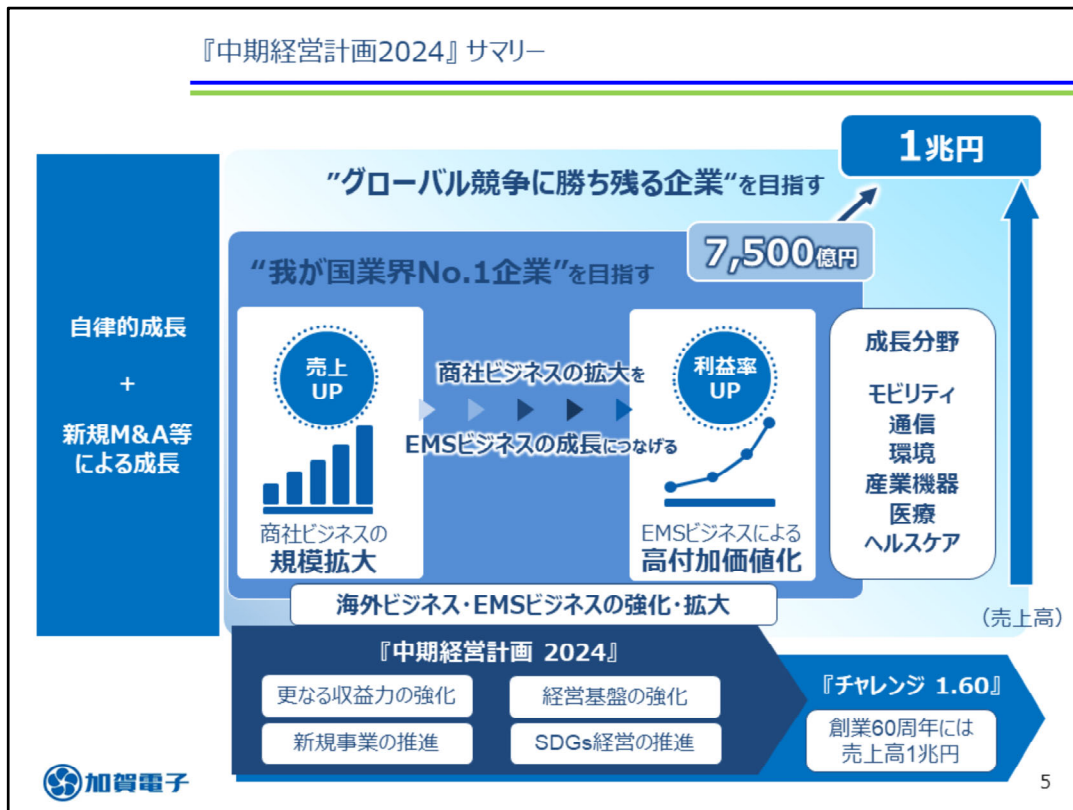 『中期経営計画2024』 サマリー
1兆円
”グローバル競争に勝ち残る企業“を目指す
7,500億円
“我が国業界No.1企業”を目指す
自律的成長
+
新規M&A等
による成長
売上
UP
商社ビジネスの
規模拡大
商社ビジネスの拡大を
EMSビジネスの成長につなげる
利益率
UP
EMSビジネスによる
高付加価値化
成長分野
モビリティ
通信
環境
産業機器
医療
ヘルスケア
海外ビジネス・EMSビジネスの強化・拡大
(売上高)
『中期経営計画 2024』
更なる収益力の強化
経営基盤の強化
新規事業の推進
SDGs経営の推進
『チャレンジ 1.60』
創業60周年には
売上高1兆円
加賀電子
5